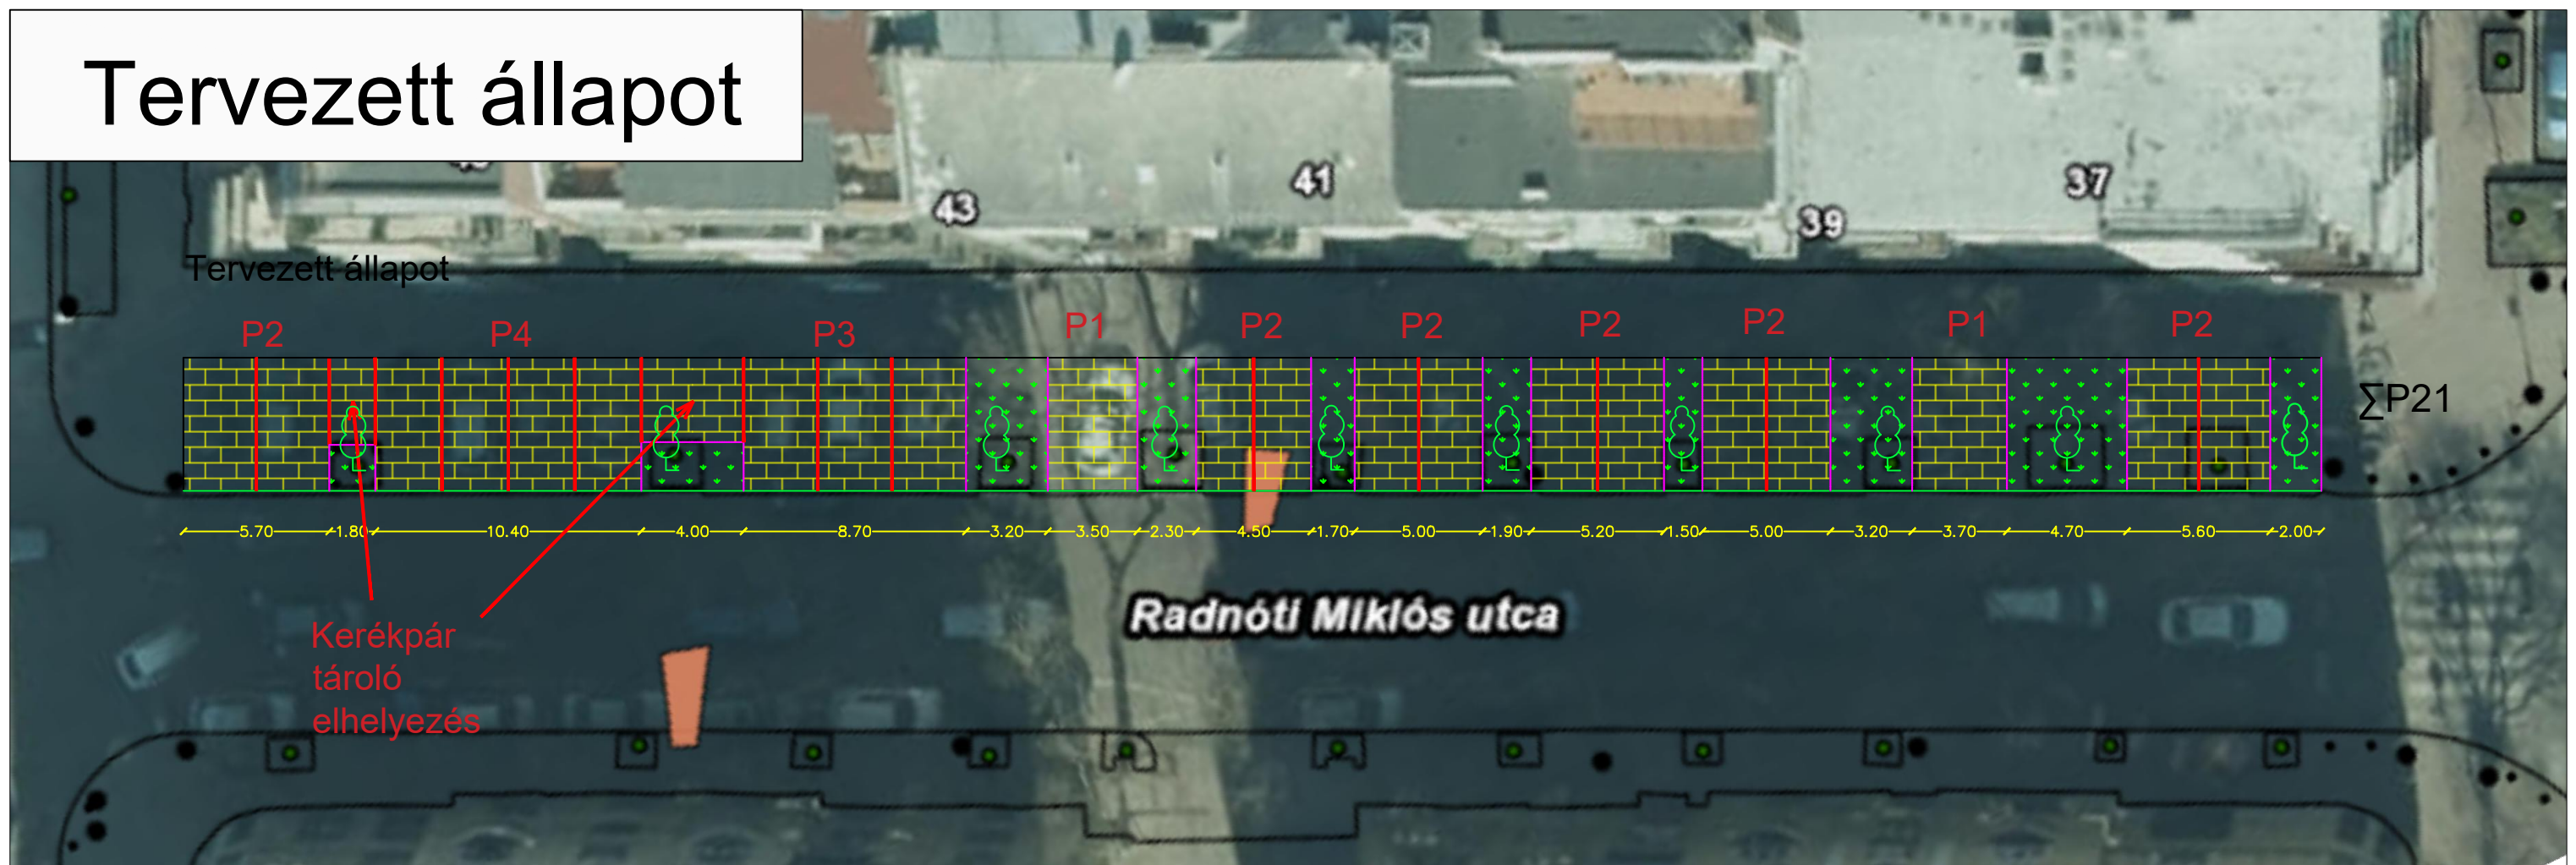 Tervezett állapot
43
41
39
37
Tervezett állapot
P2 P4 P3 P1 P2 P2 P2 P2 P1 P2
∑P21
5.70 1.80 10.40 4.00 8.70 3.20 3.50 2.30 4.50 1.70 5.00 1.90 5.20 1.50 5.00 3.20 3.70 4.70 5.60 2.00
Radnóti Miklós utca
Kerékpár
tároló
elhelyezés